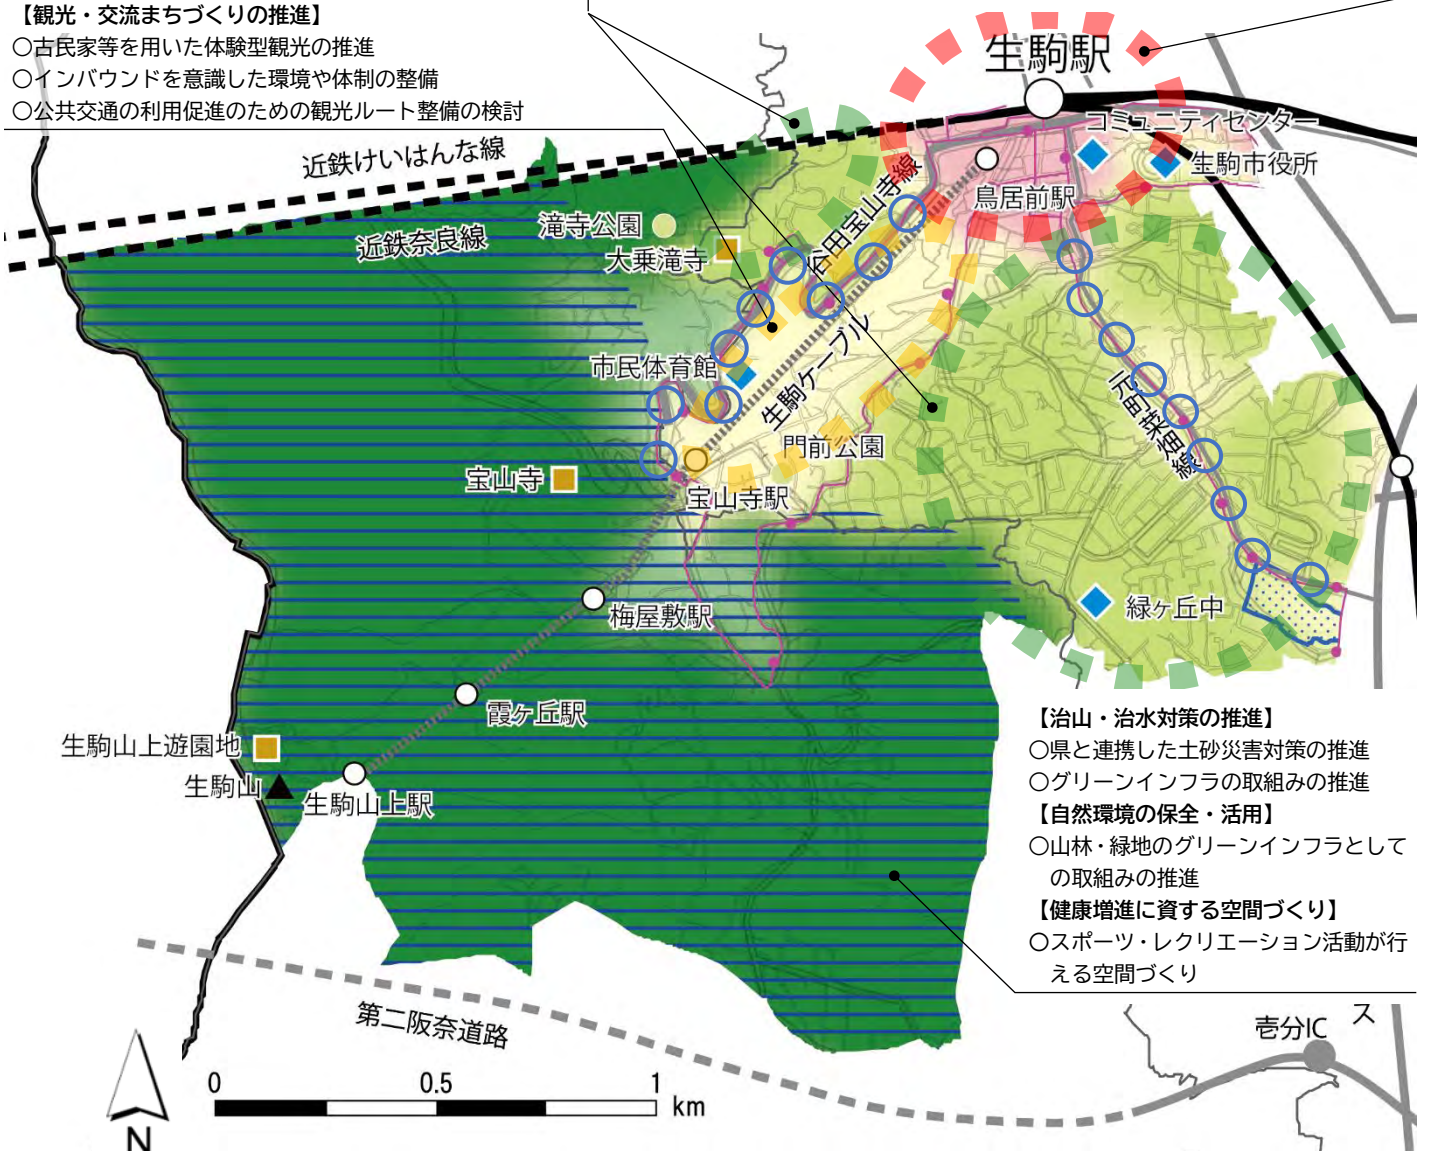 【観光・交流まちづくりの推進】
○古民家等を用いた体験型観光の推進
○インバウンドを意識した環境や体制の整備
○公共交通の利用促進のための観光ルート整備の検討
生駒駅
コミュニティセンター
生駒市役所
鳥居前駅
近鉄けいはんな線
近鉄奈良線
滝寺公園
大乗滝寺
谷田宝山寺線
市民体育館
生駒ケーブル
元町菜畑線
門前公園
宝山寺
宝山寺駅
梅屋敷駅
緑ヶ丘中
霞ヶ丘駅
生駒山上遊園地
生駒山
生駒山上駅
【治山・治水対策の推進】
○県と連携した土砂災害対策の推進
○グリーンインフラの取組みの推進
【自然環境の保全・活用】
○山林・緑地のグリーンインフラとして
の取組みの推進
【健康増進に資する空間づくり】
○スポーツ・レクリエーション活動が行
える空間づくり
第二阪奈道路
壱分IC
ス
0 0.5 1
km
N